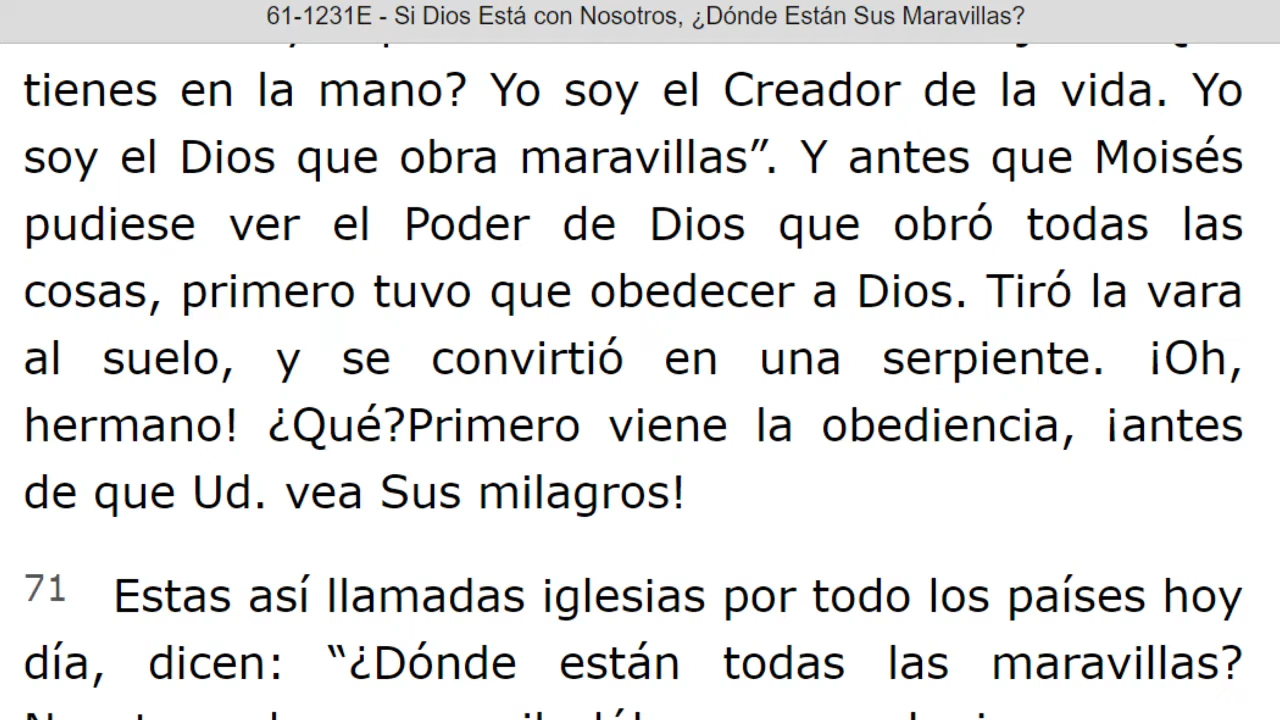 61-1231E - Si Dios Está con Nosotros, ¿Dónde Están Sus Maravillas?
tienes en la mano? Yo soy el Creador de la vida. Yo
soy el Dios que obra maravillas”. Y antes que Moisés
pudiese ver el Poder de Dios que obró todas las
cosas, primero tuvo que obedecer a Dios. Tiró la vara
al suelo, y se convirtió en una serpiente. ¡Oh,
hermano! ¿Qué?Primero viene la obediencia, ¡antes
de que Ud. vea Sus milagros!
71 Estas así llamadas iglesias por todo los países hoy
día, dicen: “¿Dónde están todas las maravillas?